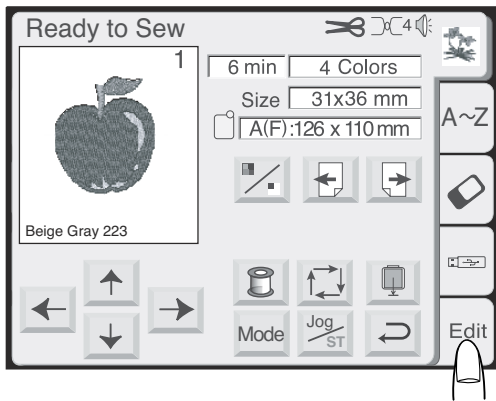 Ready to Sew
4
1
6 min
4 Colors
Size
31x36 mm
A(F):126 x 110 mm
A~Z
Beige Gray 223
Mode
Jog
ST
Edit